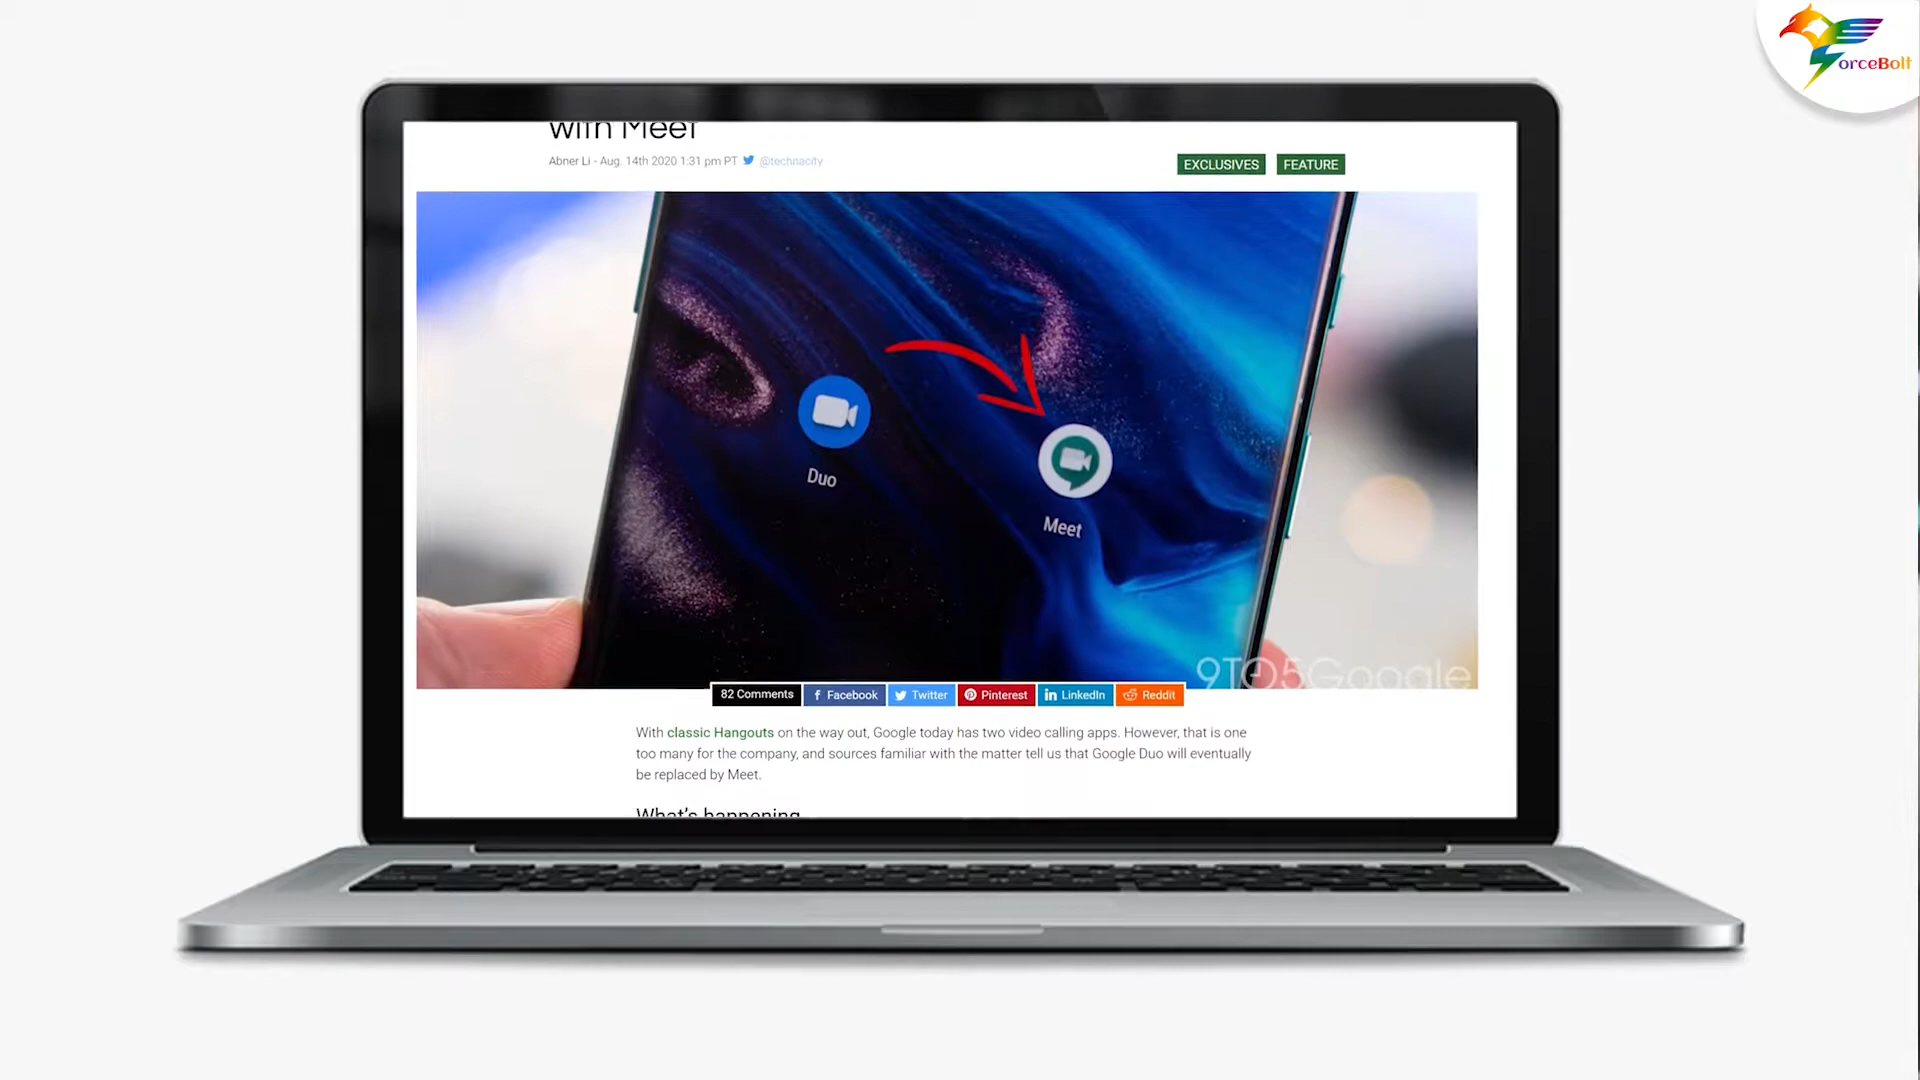 orceBolt
with Meet
Abner Li - Aug. 14th 2020 1:31 pm PT @technacity
EXCLUSIVES FEATURE
Duo
Meet
9TO5Google
82 Comments Facebook Twitter Pinterest LinkedIn Reddit
With classic Hangouts on the way out, Google today has two video calling apps. However, that is one
too many for the company, and sources familiar with the matter tell us that Google Duo will eventually
be replaced by Meet.
What's happening